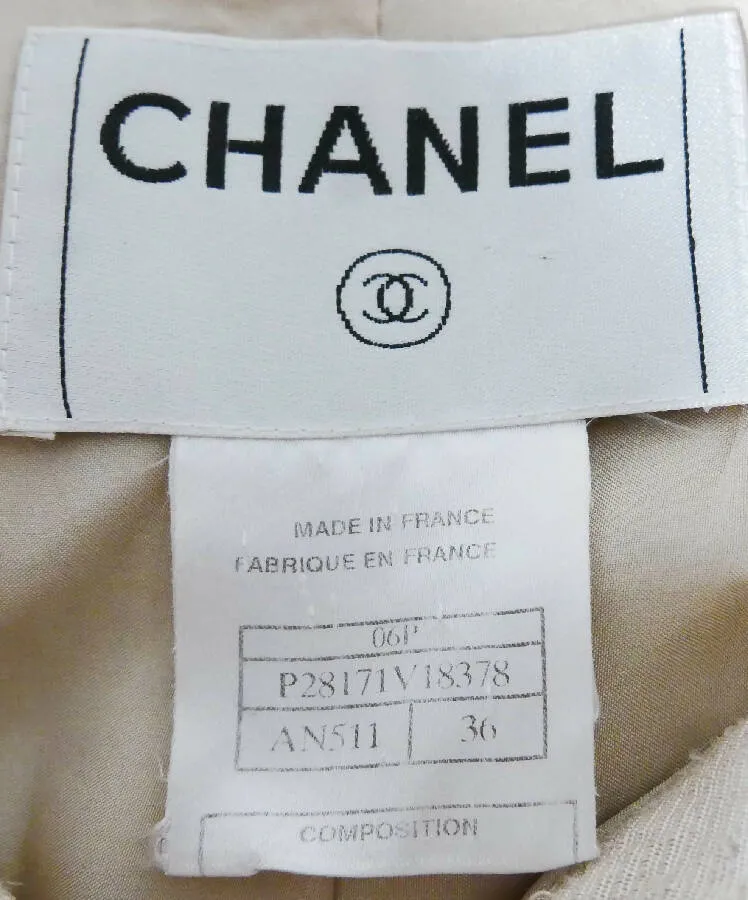 CHANEL
MADE IN FRANCE
FABRIQUE EN FRANCE
06P
P28171V18378
AN511 36
COMPOSITION